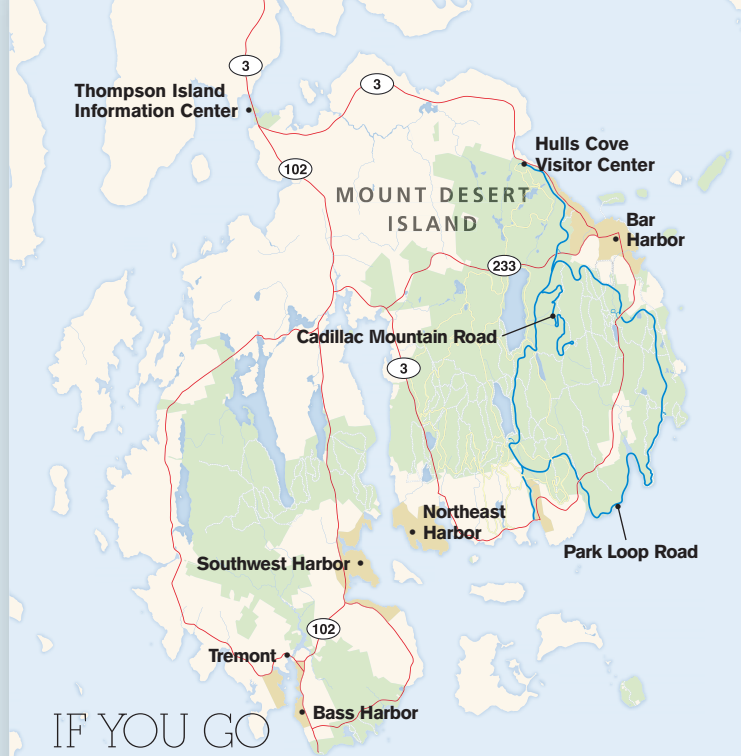 3
3
Thompson Island
Information Center
Hulls Cove
Visitor Center
102
MOUNT DESERT
ISLAND
Bar
Harbor
233
Cadillac Mountain Road
3
Northeast
Harbor
Park Loop Road
Southwest Harbor
102
Tremont
Bass Harbor
IF YOU GO